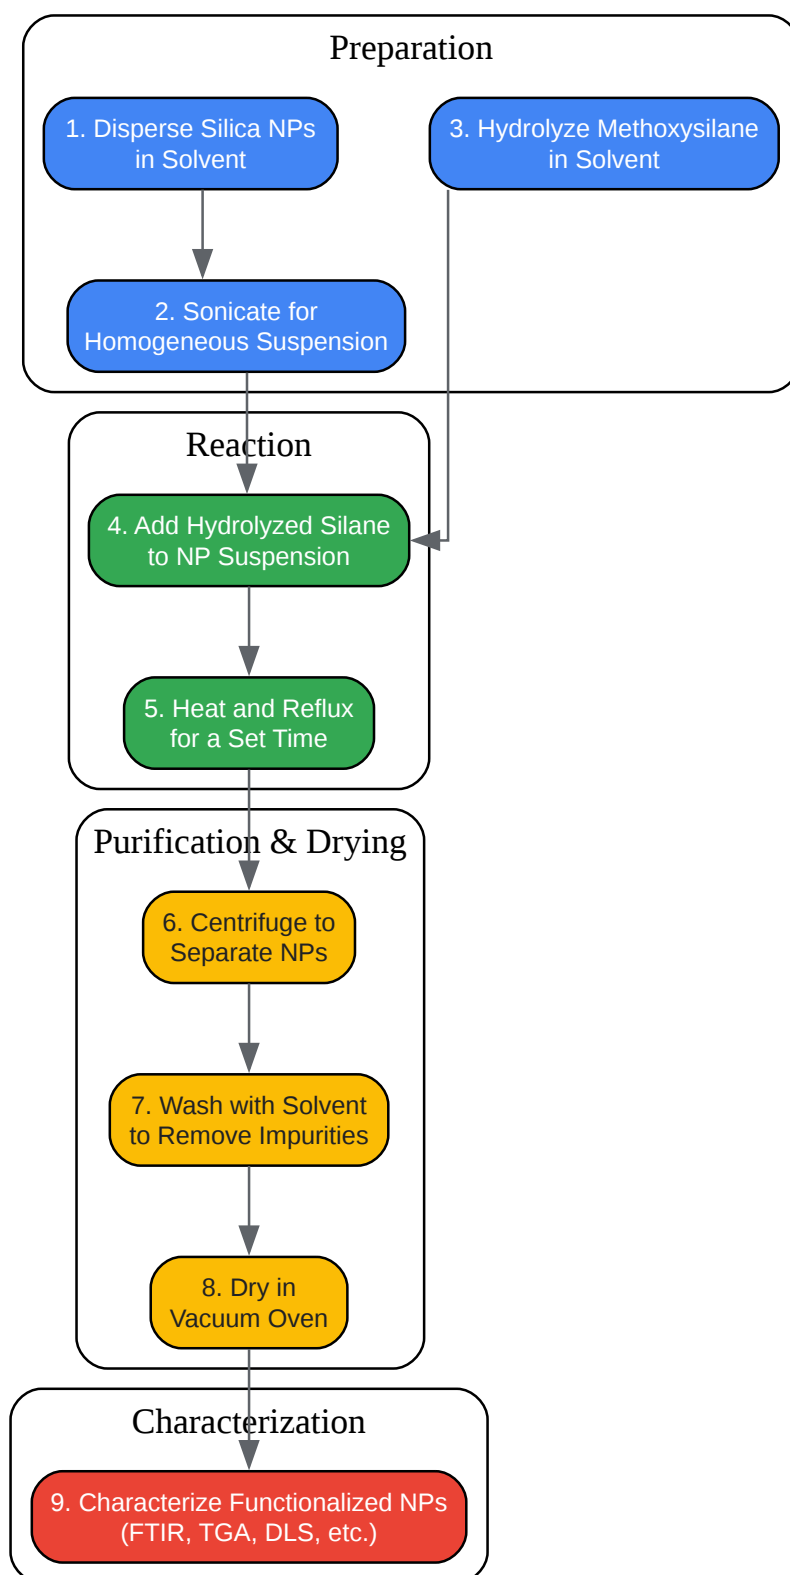 Preparation
1. Disperse Silica NPs
in Solvent
3. Hydrolyze Methoxysilane
in Solvent
2. Sonicate for
Homogeneous Suspension
Reaction
4. Add Hydrolyzed Silane
to NP Suspension
5. Heat and Reflux
for a Set Time
Purification & Drying
6. Centrifuge to
Separate NPs
7. Wash with Solvent
to Remove Impurities
8. Dry in
Vacuum Oven
Characterization
9. Characterize Functionalized NPs
(FTIR, TGA, DLS, etc.)